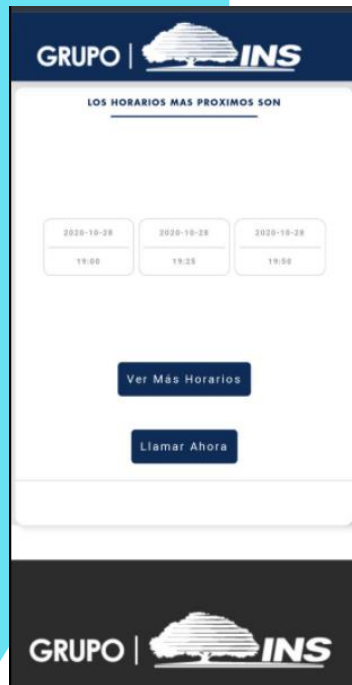 GRUPO | INS
LOS HORARIOS MAS PROXIMOS SON
2020-10-28 2020-10-28 2020-10-28
19:00 19:25 19:50
Ver Más Horarios
Llamar Ahora
GRUPO | INS